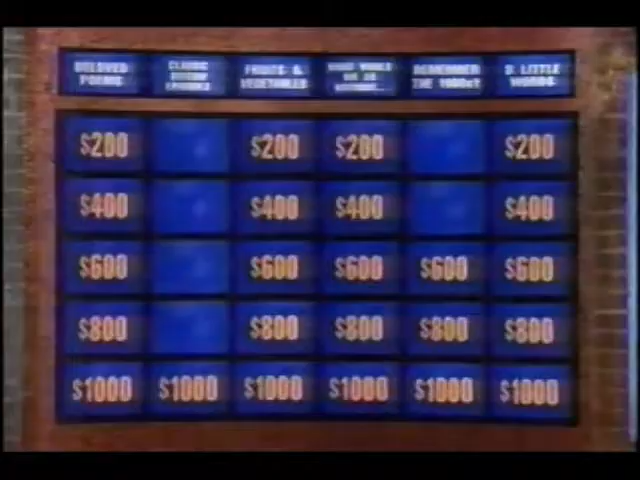 BELOVED POEMS
CLASSIC
FRUITS & VEGETABLES
REMEMBER THE 1980s?
3 LITTLE WORDS
$200 $200 $200 $200
$400 $400 $400 $400
$600 $600 $600 $600 $600
$800 $800 $800 $800 $800
$1000 $1000 $1000 $1000 $1000 $1000